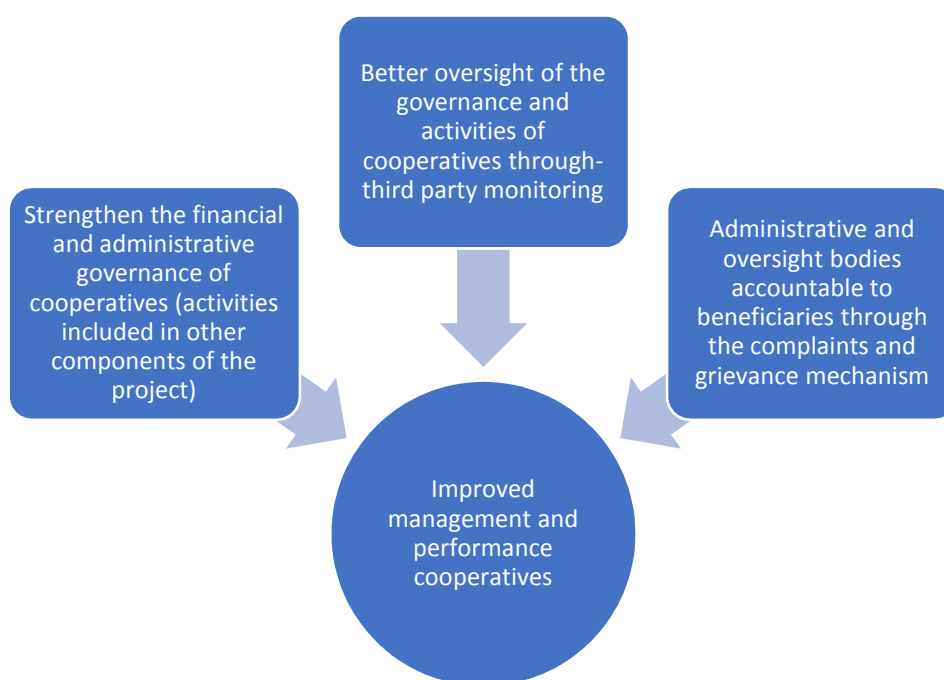 Better oversight of the
governance and
activities of
cooperatives through-
third party monitoring
Strengthen the financial
and administrative
governance of
cooperatives (activities
included in other
components of the
project)
Administrative and
oversight bodies
accountable to
beneficiaries through
the complaints and
grievance mechanism
Improved
management and
performance
cooperatives